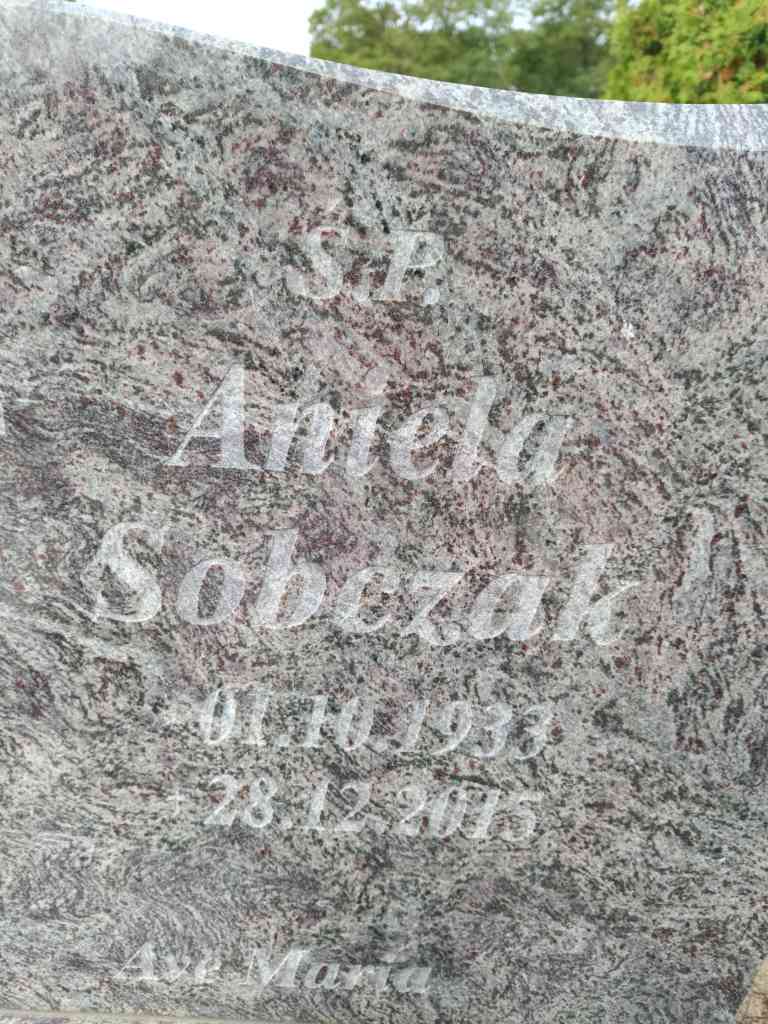 Ś.P.
Aniela
Sobczak
* 01.10.1933
+ 28.12.2015
Ave Maria